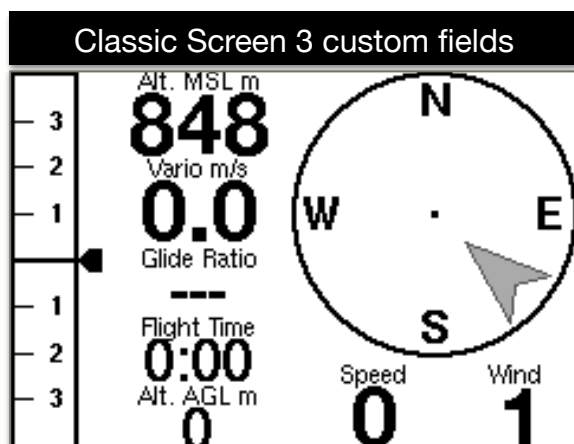 Classic Screen 3 custom fields
3
2
1
1
2
3
Alt. MSL m
848
Vario m/s
0.0
Glide Ratio
---
Flight Time
0:00
Alt. AGL m
0
N
W E
S
Speed Wind
0 1